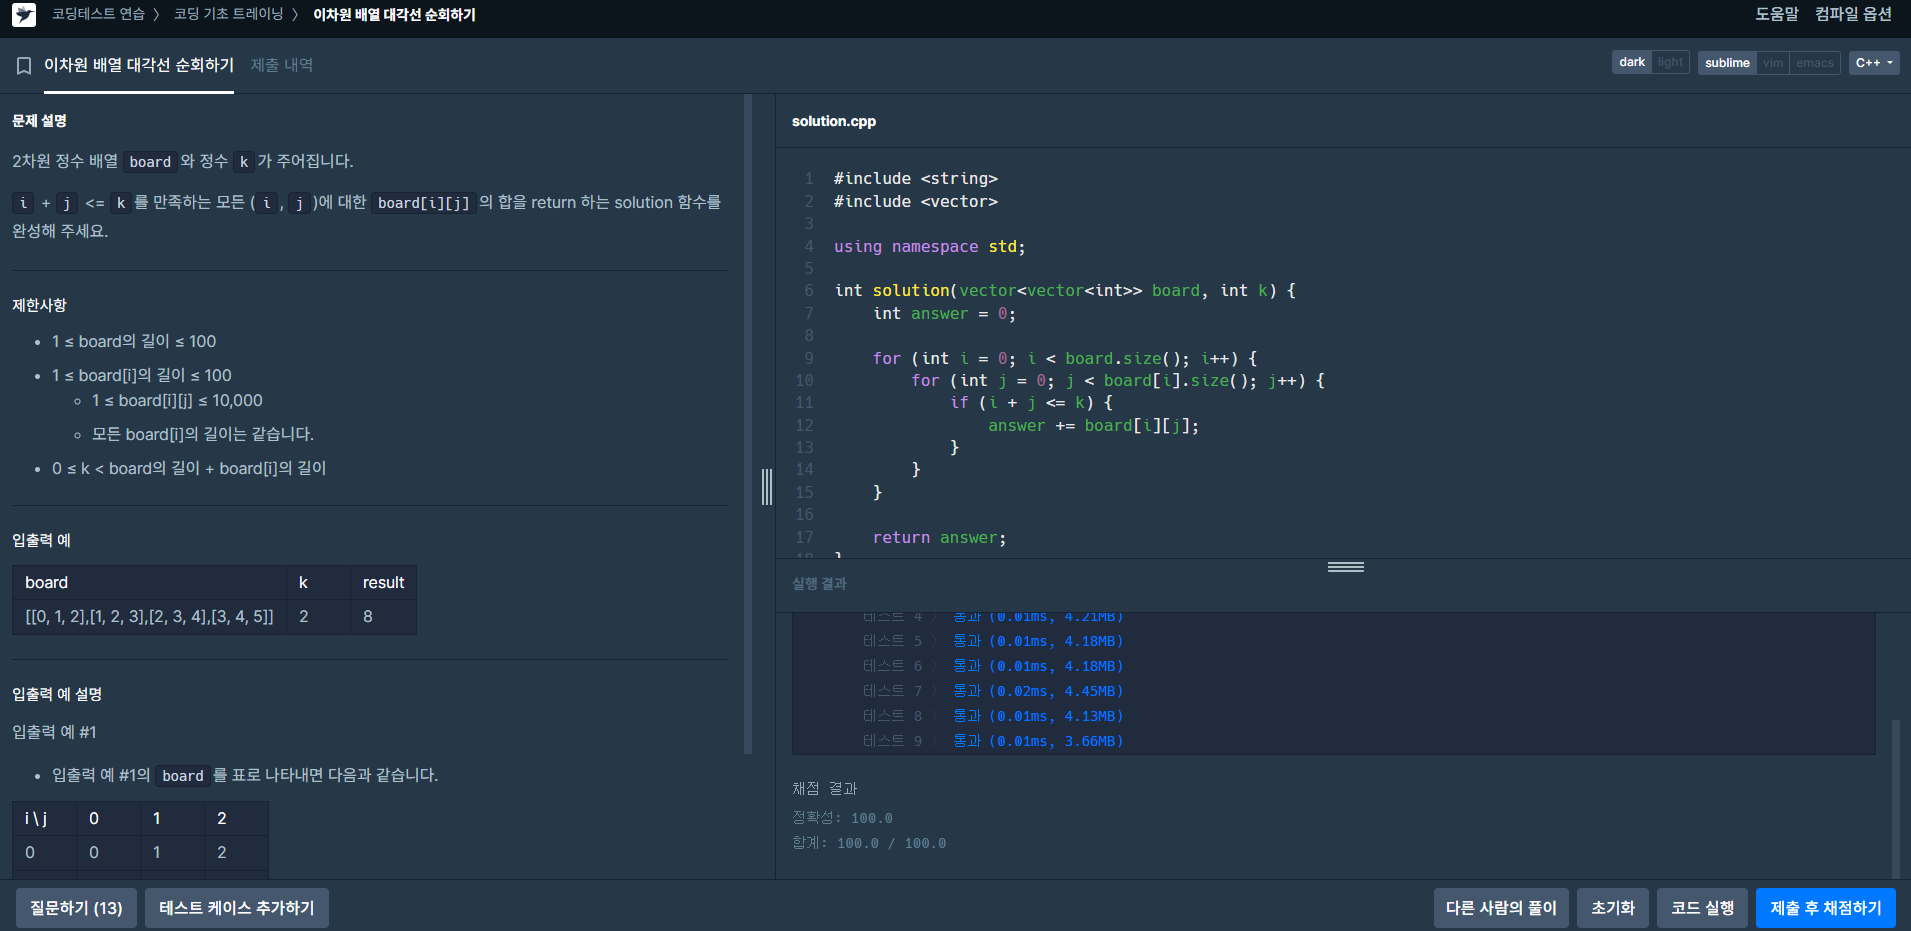 코딩테스트 연습 〉 코딩 기초 트레이닝 〉 이차원 배열 대각선 순회하기
도움말 컴파일 옵션
이차원 배열 대각선 순회하기 제출 내역
dark light sublime vim emacs C++
문제 설명
2차원 정수 배열 board 와 정수 k 가 주어집니다.
i + j <= k 를 만족하는 모든 ( i , j )에 대한 board[i][j] 의 합을 return 하는 solution 함수를
완성해 주세요.
제한사항
• 1 ≤ board의 길이 ≤ 100
• 1 ≤ board[i]의 길이 ≤ 100
◦ 1 ≤ board[i][j] ≤ 10,000
◦ 모든 board[i]의 길이는 같습니다.
• 0 ≤ k < board의 길이 + board[i]의 길이
입출력 예
board k result
[[0, 1, 2],[1, 2, 3],[2, 3, 4],[3, 4, 5]] 2 8
입출력 예 설명
입출력 예 #1
• 입출력 예 #1의 board 를 표로 나타내면 다음과 같습니다.
i \ j 0 1 2
0 0 1 2
solution.cpp
1 #include <string>
2 #include <vector>
3
4 using namespace std;
5
6 int solution(vector<vector<int>> board, int k) {
7     int answer = 0;
8
9     for (int i = 0; i < board.size(); i++) {
10         for (int j = 0; j < board[i].size(); j++) {
11             if (i + j <= k) {
12                 answer += board[i][j];
13             }
14         }
15     }
16
17     return answer;
18 }
실행 결과
테스트 4 〉 통과 (0.01ms, 4.21MB)
테스트 5 〉 통과 (0.01ms, 4.18MB)
테스트 6 〉 통과 (0.01ms, 4.18MB)
테스트 7 〉 통과 (0.02ms, 4.45MB)
테스트 8 〉 통과 (0.01ms, 4.13MB)
테스트 9 〉 통과 (0.01ms, 3.66MB)
채점 결과
정확성: 100.0
합계: 100.0 / 100.0
질문하기 (13) 테스트 케이스 추가하기 다른 사람의 풀이 초기화 코드 실행 제출 후 채점하기